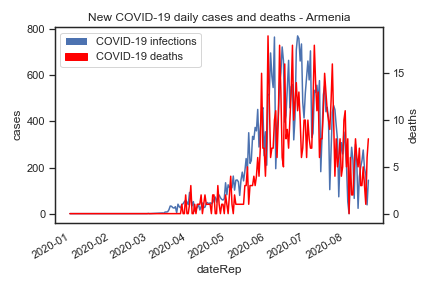 New COVID-19 daily cases and deaths - Armenia
COVID-19 infections
COVID-19 deaths
800
600
400
200
0
cases
15
10
5
0
deaths
2020-01
2020-02
2020-03
2020-04
2020-05
2020-06
2020-07
2020-08
dateRep